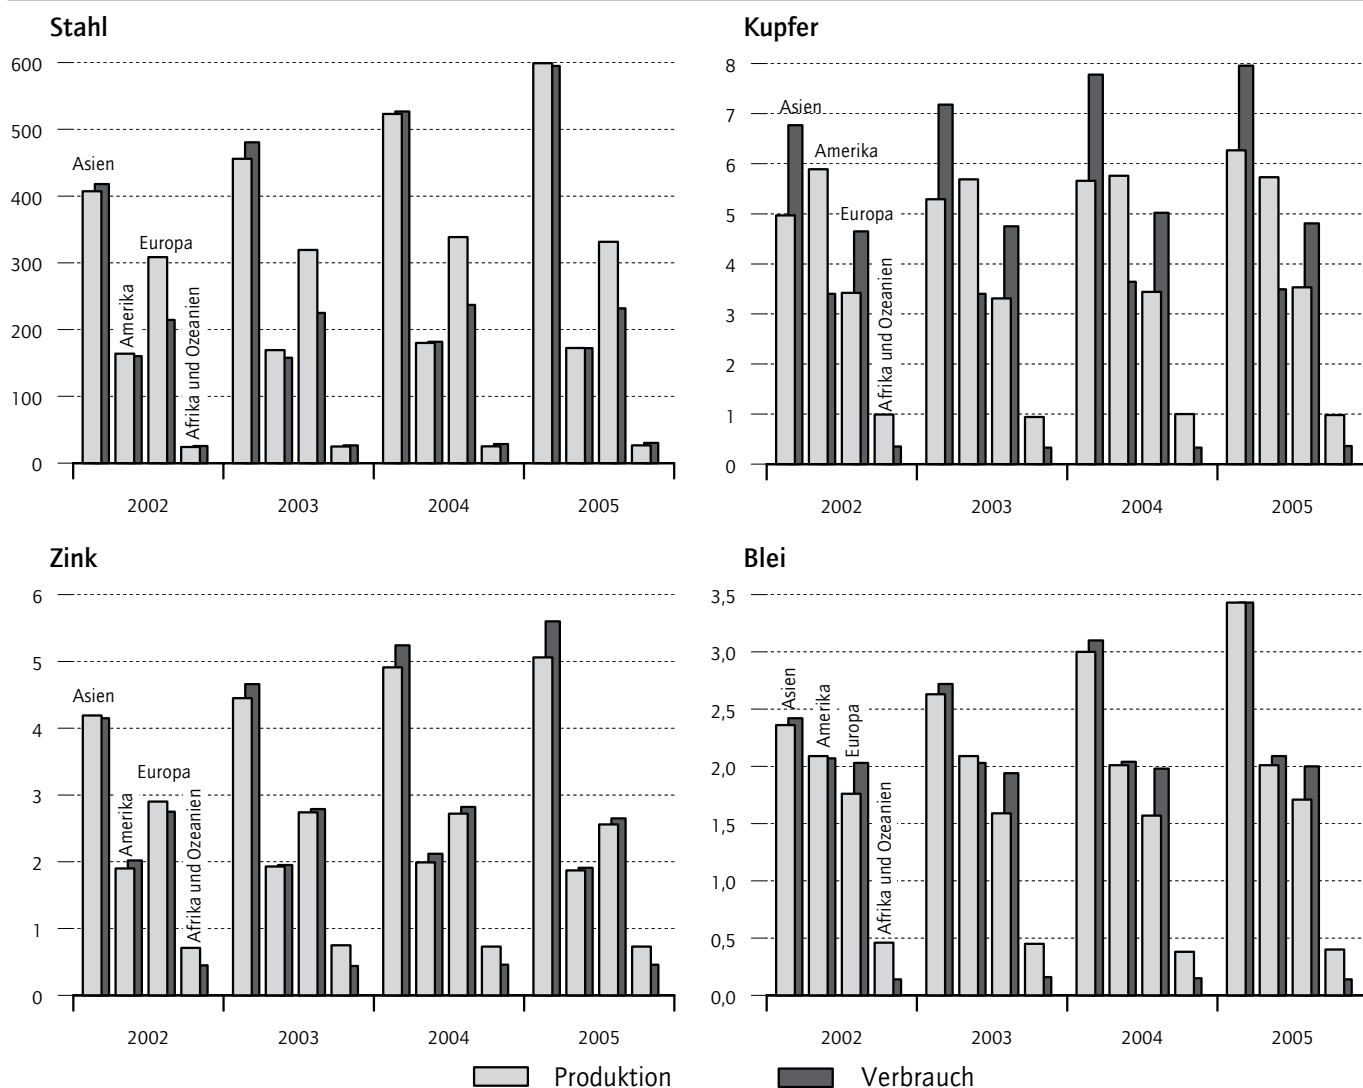 Stahl
600
500
400
300
200
100
0
Asien
Amerika
Europa
Afrika und Ozeanien
2002 2003 2004 2005
Kupfer
8
7
6
5
4
3
2
1
0
Asien
Amerika
Europa
Afrika und Ozeanien
2002 2003 2004 2005
Zink
6
5
4
3
2
1
0
Asien
Amerika
Europa
Afrika und Ozeanien
2002 2003 2004 2005
Blei
3,5
3,0
2,5
2,0
1,5
1,0
0,5
0,0
Asien
Amerika
Europa
Afrika und Ozeanien
2002 2003 2004 2005
Produktion Verbrauch